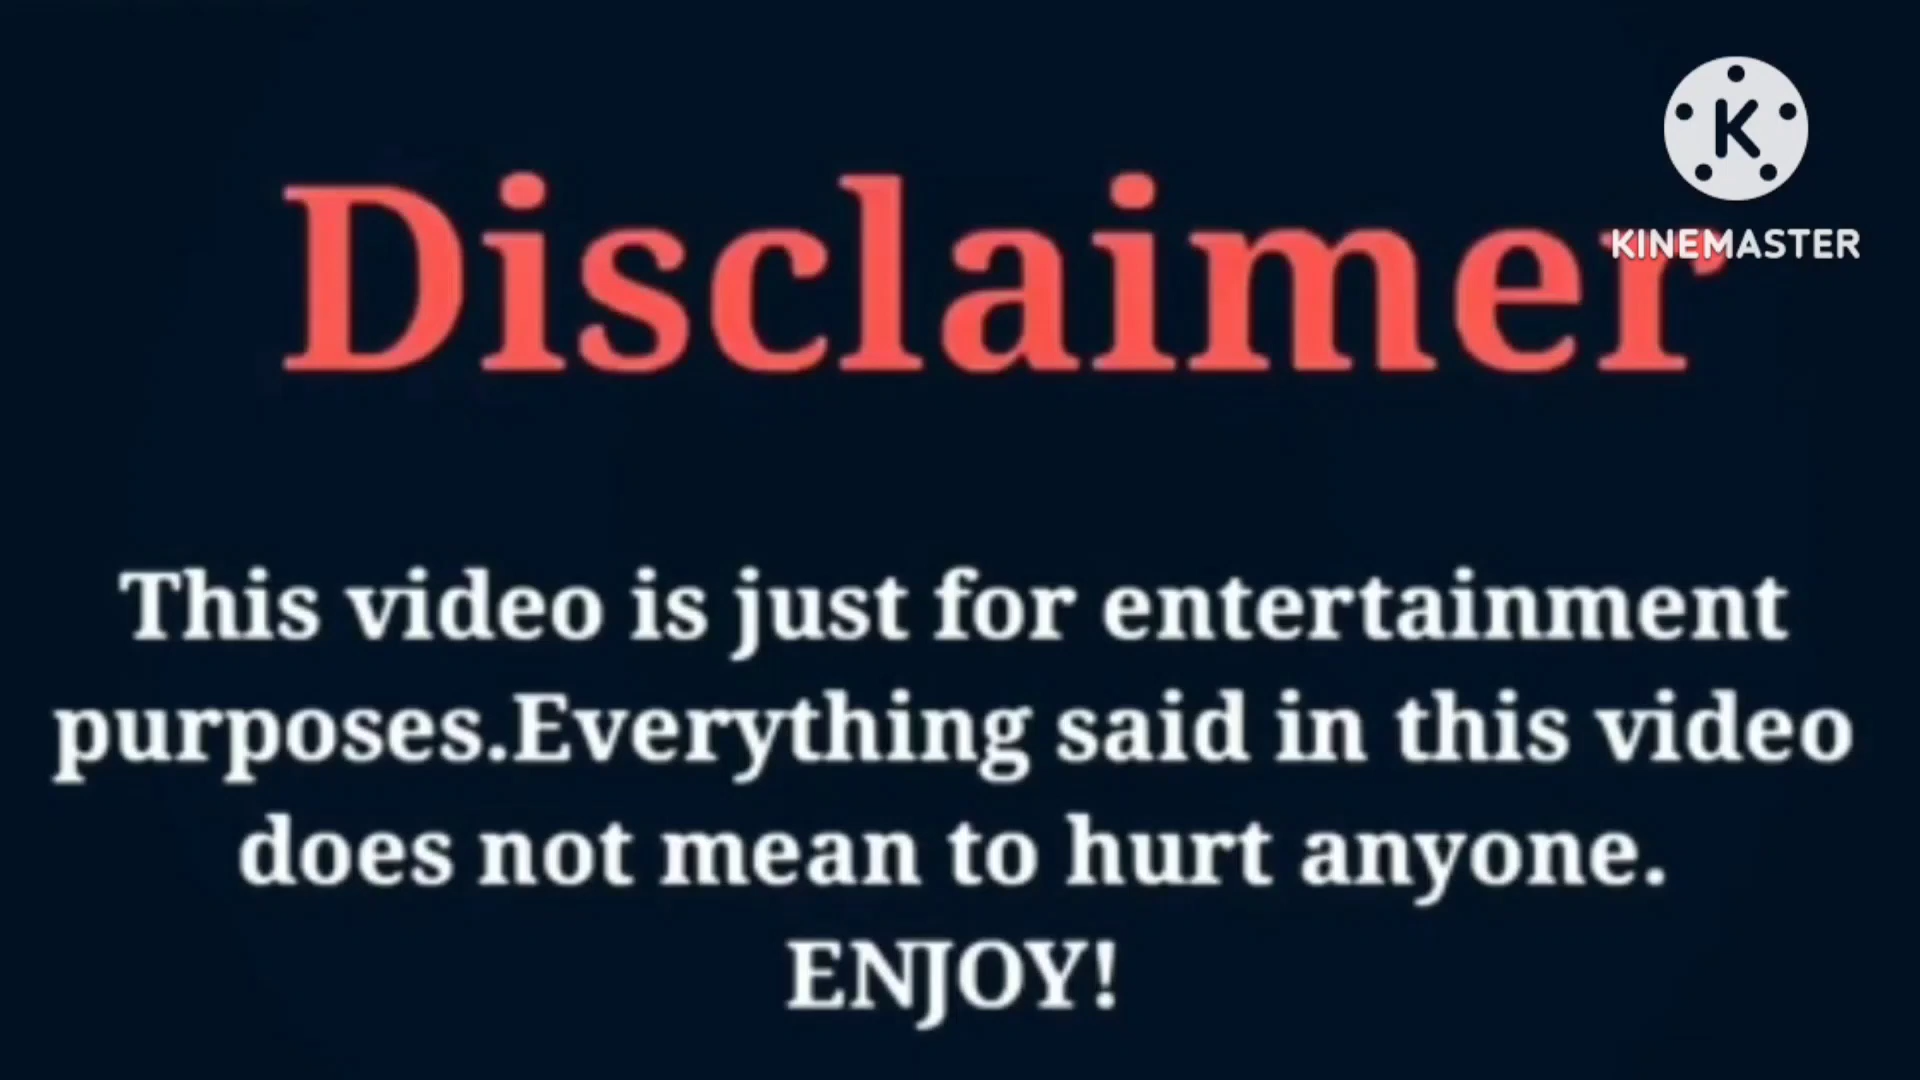 K
KINEMASTER
Disclaimer
This video is just for entertainment
purposes.Everything said in this video
does not mean to hurt anyone.
ENJOY!